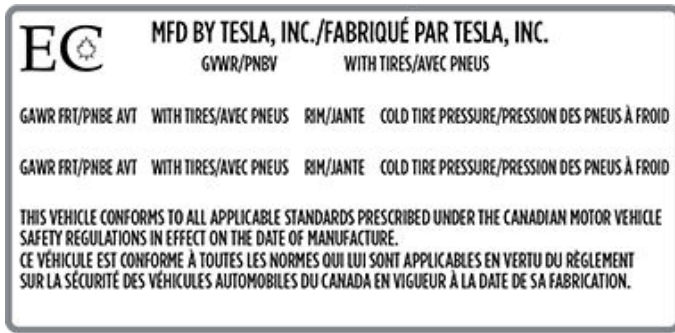 EC MFD BY TESLA, INC./FABRIQUÉ PAR TESLA, INC.
GVWR/PNBV WITH TIRES/AVEC PNEUS
GAWR FRT/PNBE AVT WITH TIRES/AVEC PNEUS RIM/JANTE COLD TIRE PRESSURE/PRESSION DES PNEUS À FROID
GAWR FRT/PNBE AVT WITH TIRES/AVEC PNEUS RIM/JANTE COLD TIRE PRESSURE/PRESSION DES PNEUS À FROID
THIS VEHICLE CONFORMS TO ALL APPLICABLE STANDARDS PRESCRIBED UNDER THE CANADIAN MOTOR VEHICLE
SAFETY REGULATIONS IN EFFECT ON THE DATE OF MANUFACTURE.
CE VÉHICULE EST CONFORME À TOUTES LES NORMES QUI LUI SONT APPLICABLES EN VERTU DU RÈGLEMENT
SUR LA SÉCURITÉ DES VÉHICULES AUTOMOBILES DU CANADA EN VIGUEUR À LA DATE DE SA FABRICATION.